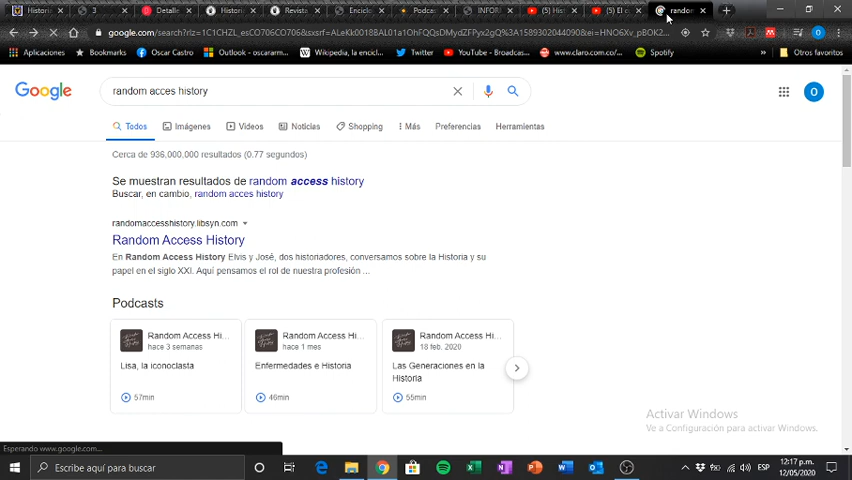 Histori
3
Detalle
Histori
Revista
Enciclo
Podcas
INFOR
(5) Hist
(5) El c
random
google.com/search?rlz=1C1CHZL_esCO706CO706&sxsrf=ALeKk01a1OhFQQsDMydZFPyx2gQ%3A1589302044090&ei=HNO6Xv_pBOK2...
Aplicaciones
Bookmarks
Oscar Castro
Outlook - oscararm...
Wikipedia, la encicl...
Twitter
YouTube - Broadcas...
www.claro.com.co/...
Spotify
»
Otros favoritos
Google
random acces history
O
Todos
Imágenes
Videos
Noticias
Shopping
Más
Preferencias
Herramientas
Cerca de 936,000,000 resultados (0.77 segundos)
Se muestran resultados de random access history
Buscar, en cambio, random acces history
randomaccesshistory.libsyn.com
Random Access History
En Random Access History Elvis y José, dos historiadores, conversamos sobre la Historia y su
papel en el siglo XXI. Aquí pensamos el rol de nuestra profesión ...
Podcasts
Random Access Hi...
hace 3 semanas
Lisa, la iconoclasta
57min
Random Access Hi...
hace 1 mes
Enfermedades e Historia
46min
Random Access Hi...
18 feb. 2020
Las Generaciones en la
Historia
55min
Activar Windows
Ve a Configuración para activar Windows.
Esperando www.google.com...
Escribe aquí para buscar
ESP
12:17 p.m.
12/05/2020